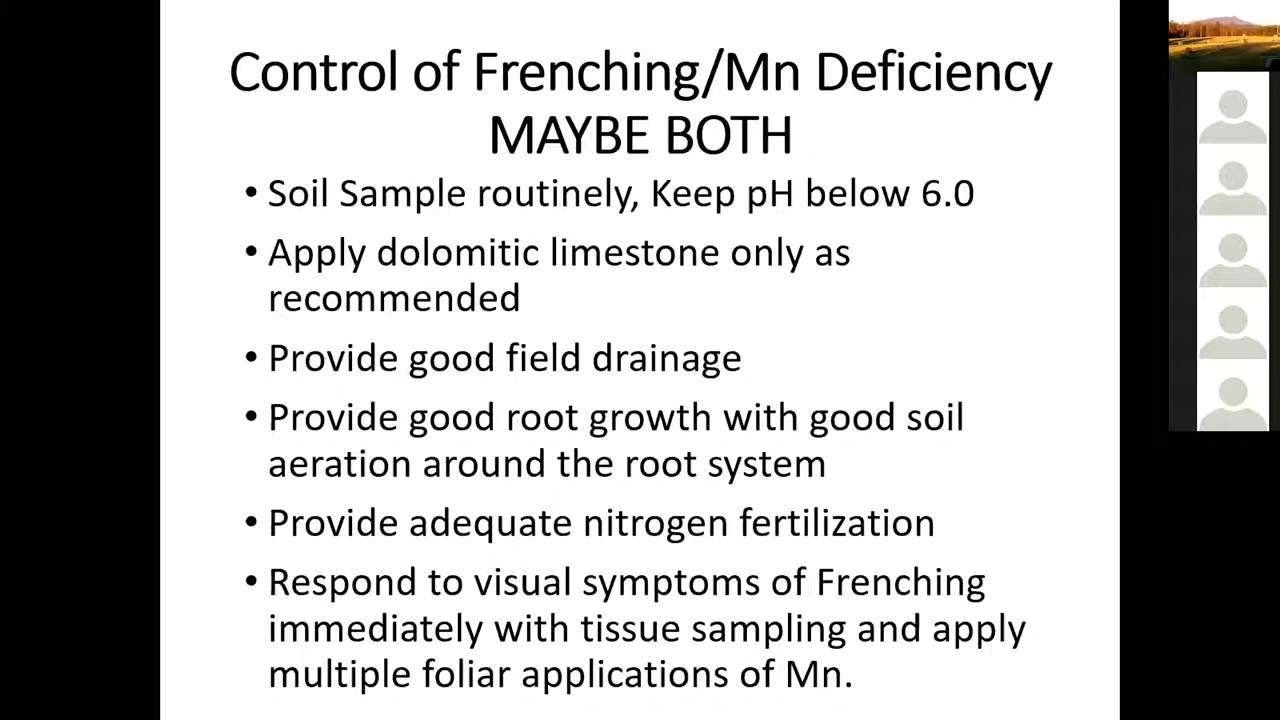 Control of Frenching/Mn Deficiency
MAYBE BOTH
• Soil Sample routinely, Keep pH below 6.0
• Apply dolomitic limestone only as
recommended
• Provide good field drainage
• Provide good root growth with good soil
aeration around the root system
• Provide adequate nitrogen fertilization
• Respond to visual symptoms of Frenching
immediately with tissue sampling and apply
multiple foliar applications of Mn.